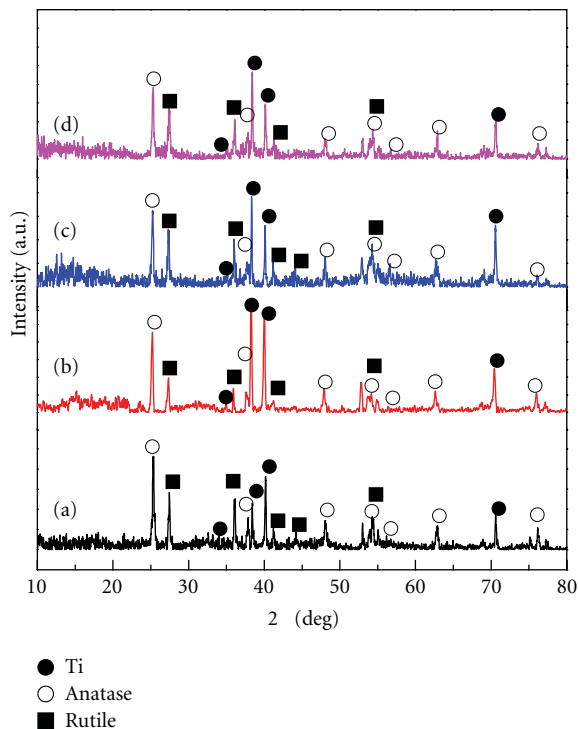 (d)
(c)
(b)
(a)
Intensity (a.u.)
10 20 30 40 50 60 70 80
2 (deg)
Ti
Anatase
Rutile